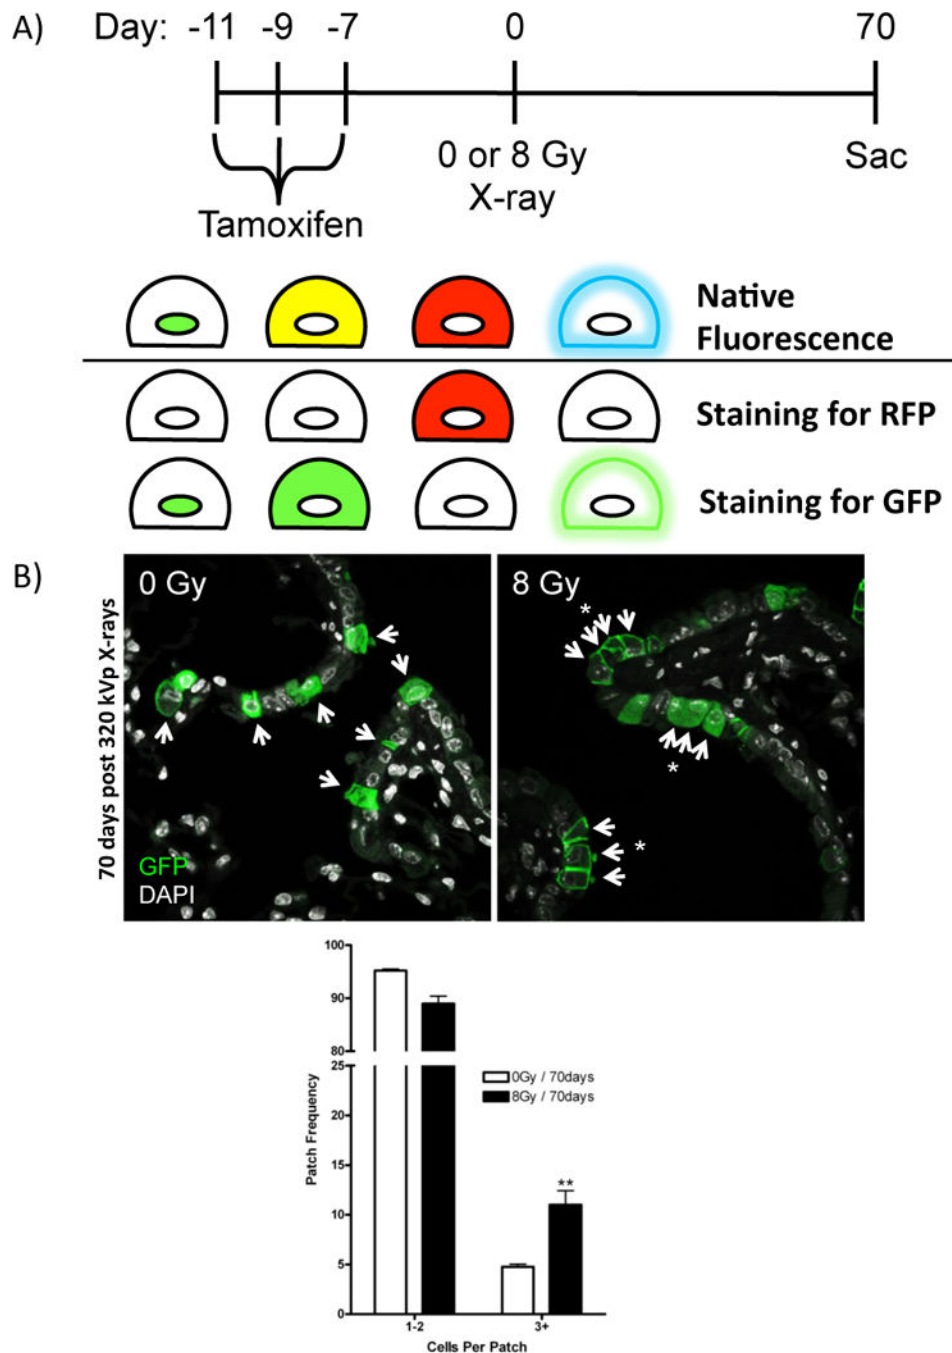 A)
Day: -11 -9 -7 0 70
0 or 8 Gy
X-ray
Sac
Tamoxifen
Native
Fluorescence
Staining for RFP
Staining for GFP
B)
70 days post 320 kVp X-rays
0 Gy
GFP
DAPI
8 Gy
*
*
*
Patch Frequency
100
90
80
25
20
15
10
5
0
0Gy / 70days
8Gy / 70days
**
1-2
3+
Cells Per Patch